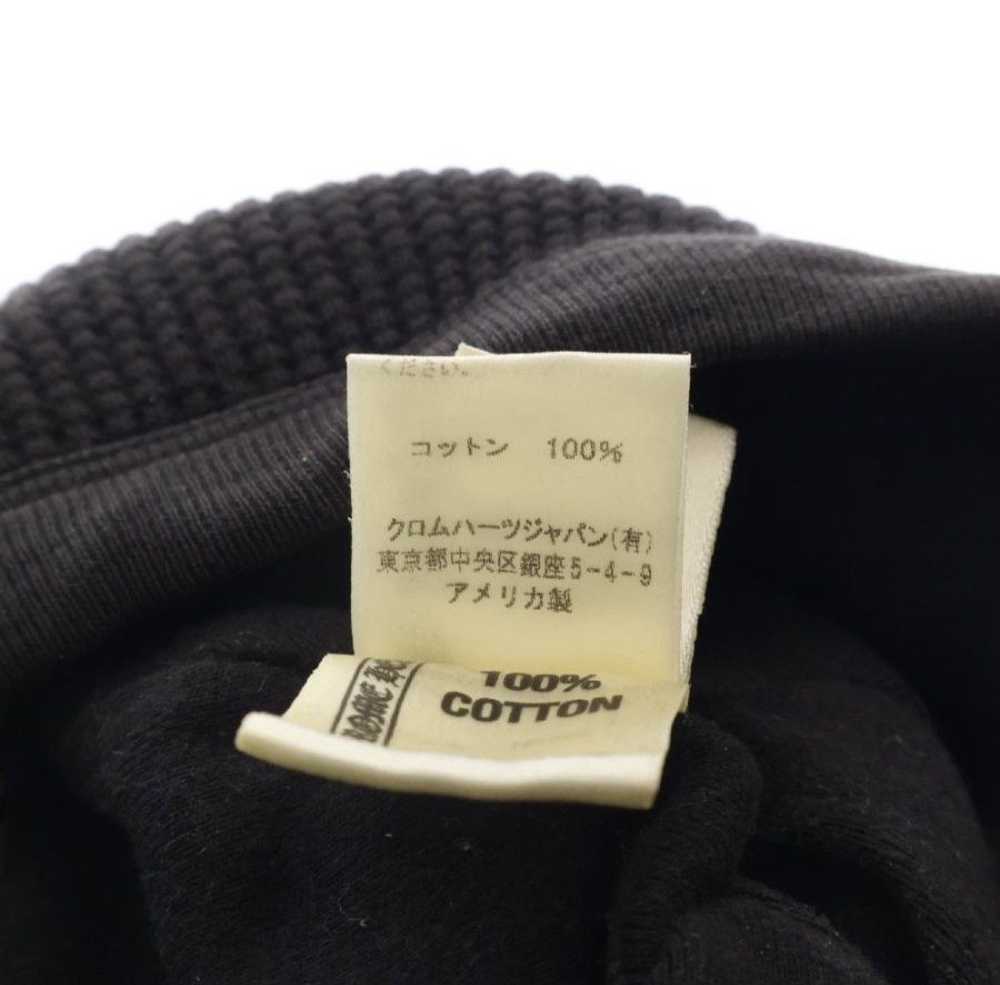 ください。
コットン 100%
クロムハーツジャパン(有)
東京都中央区銀座5-4-9
アメリカ製
100%
COTTON